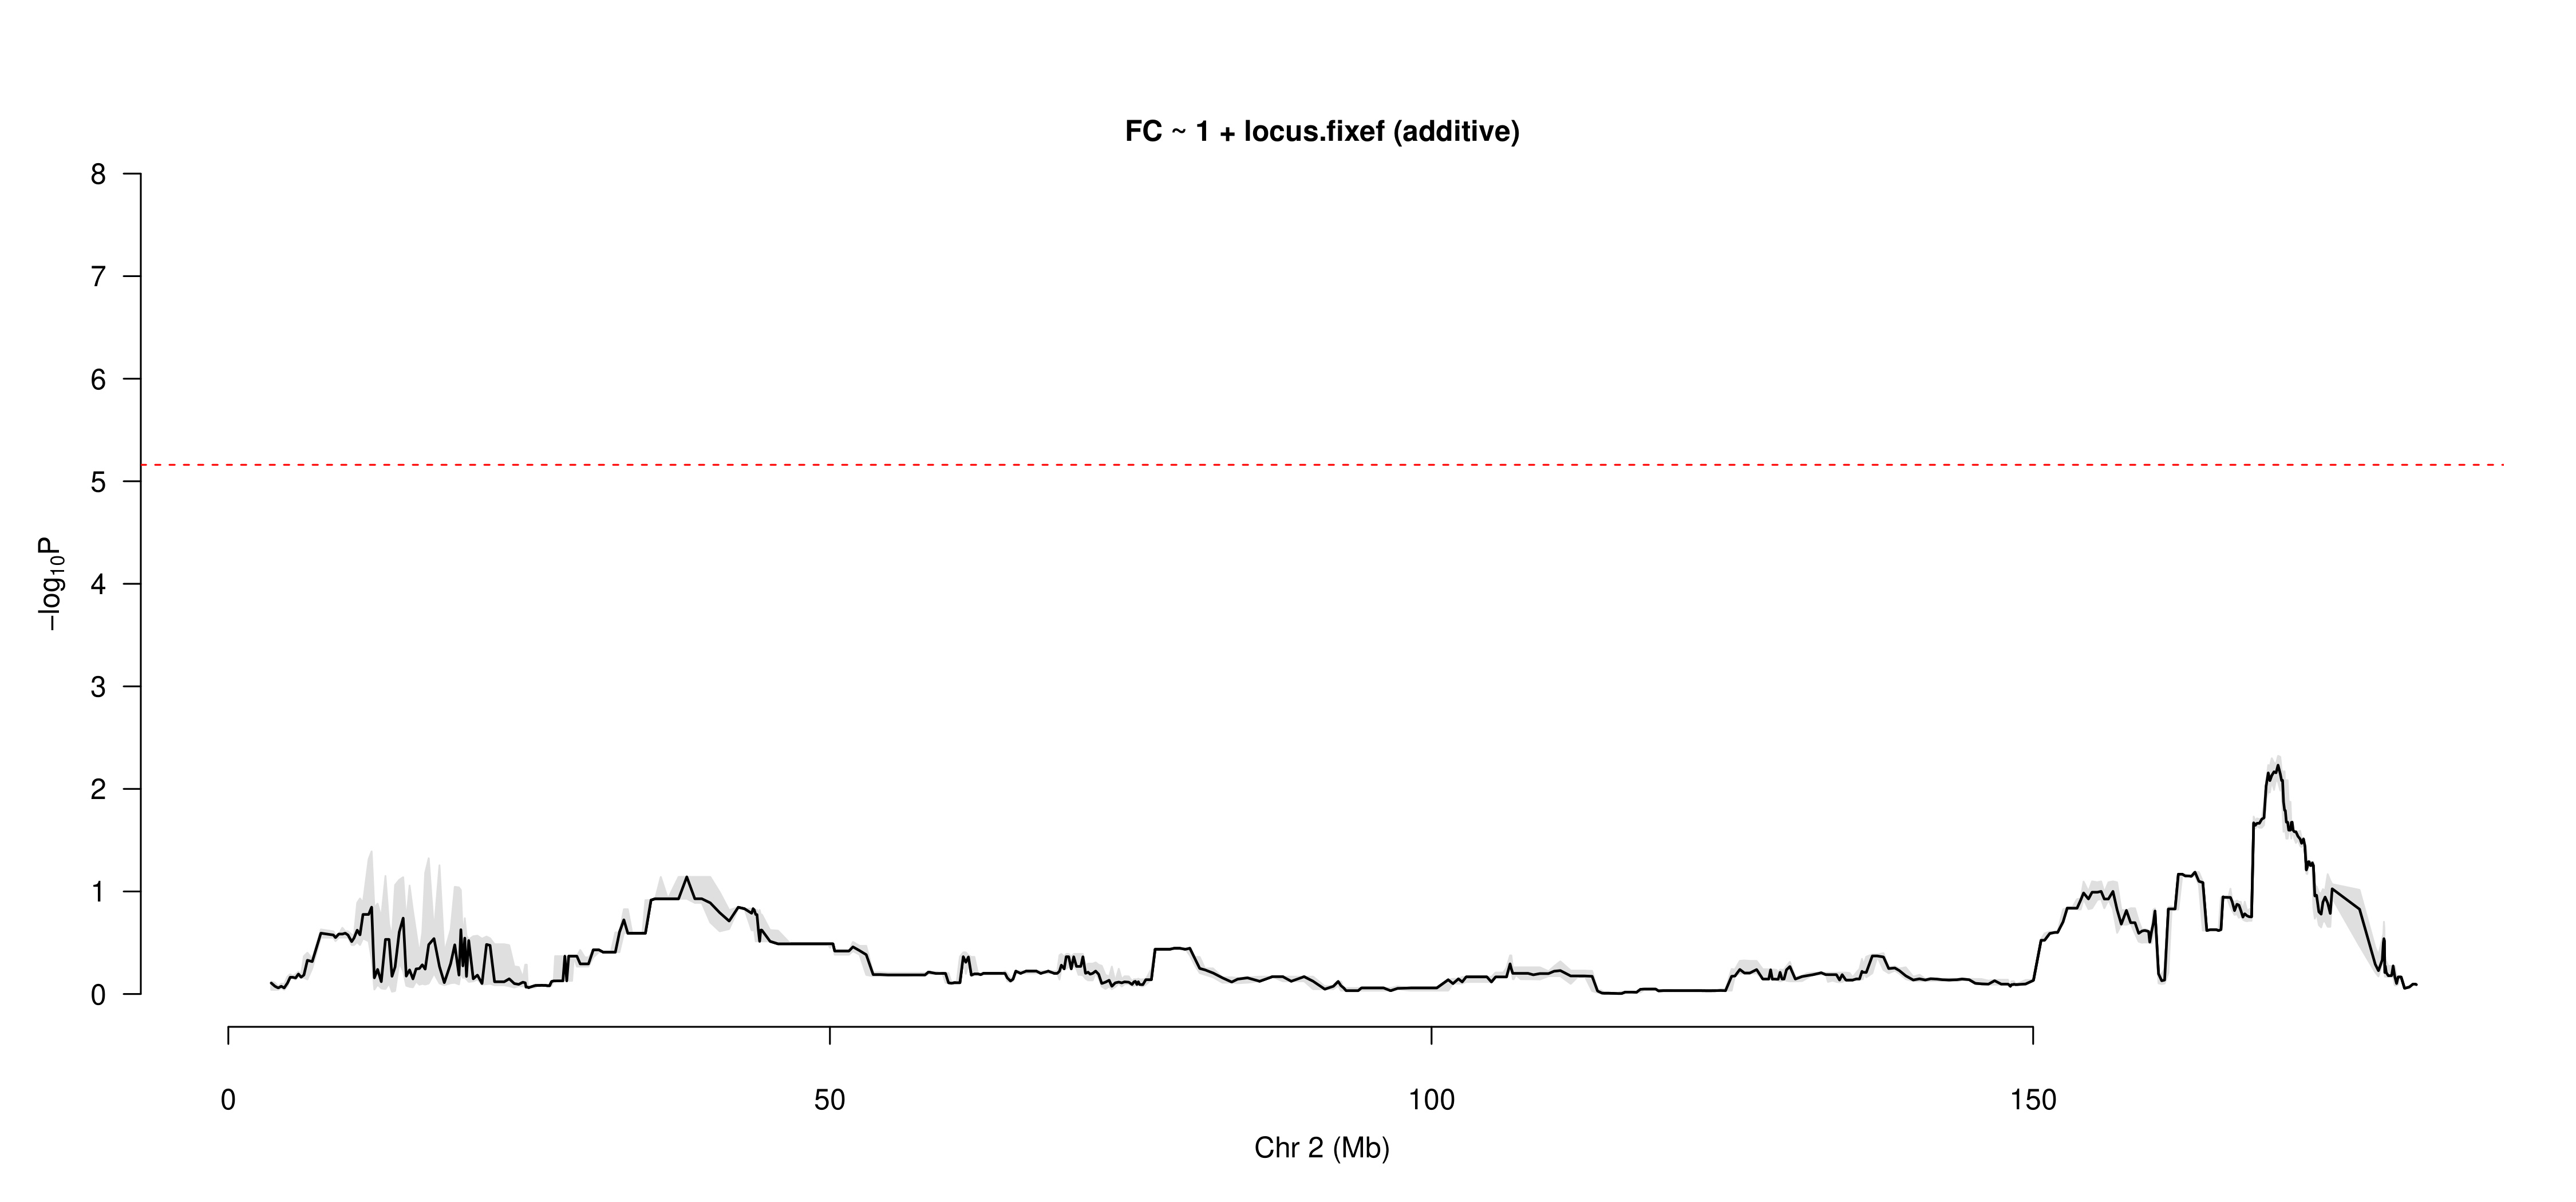 FC ~ 1 + locus.fixef (additive)
8
7
6
5
4
3
2
1
0
−log10P
0 50 100 150
Chr 2 (Mb)